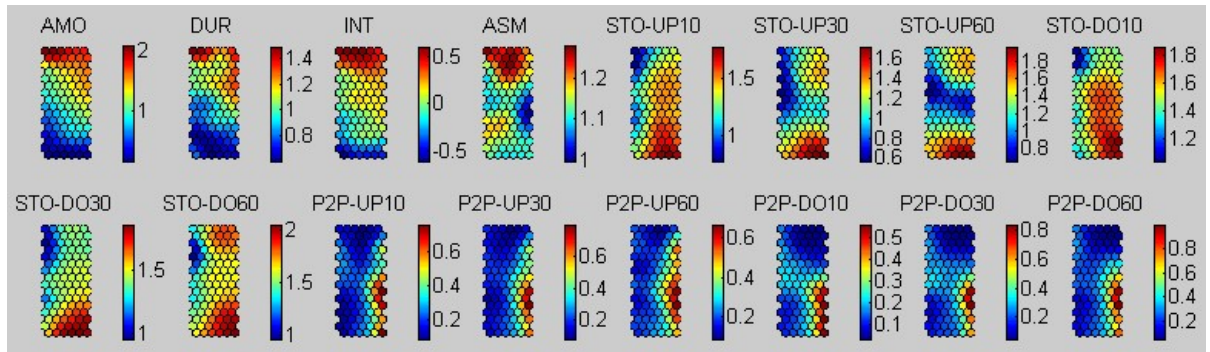 AMO DUR INT ASM STO-UP10 STO-UP30 STO-UP60 STO-DO10
2 1
1.4 1.2 1 0.8
0.5 0 -0.5
1.2 1.1 1
1.5 1
1.6 1.4 1.2 1 0.8 0.6
1.8 1.6 1.4 1.2 1 0.8
1.8 1.6 1.4 1.2
STO-DO30 STO-DO60 P2P-UP10 P2P-UP30 P2P-UP60 P2P-DO10 P2P-DO30 P2P-DO60
1.5 1
2 1.5 1
0.6 0.4 0.2
0.6 0.4 0.2
0.6 0.4 0.2
0.5 0.4 0.3 0.2 0.1
0.8 0.6 0.4 0.2
0.8 0.6 0.4 0.2